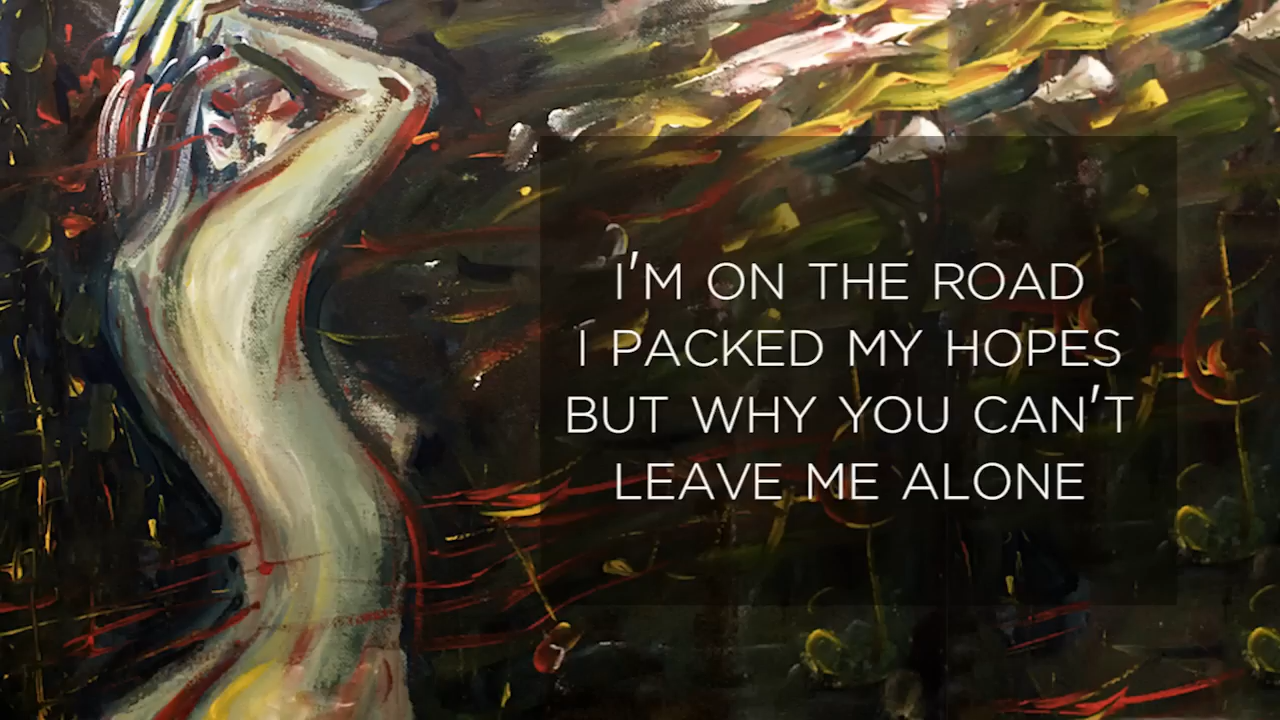 I'M ON THE ROAD
I PACKED MY HOPES
BUT WHY YOU CAN'T
LEAVE ME ALONE